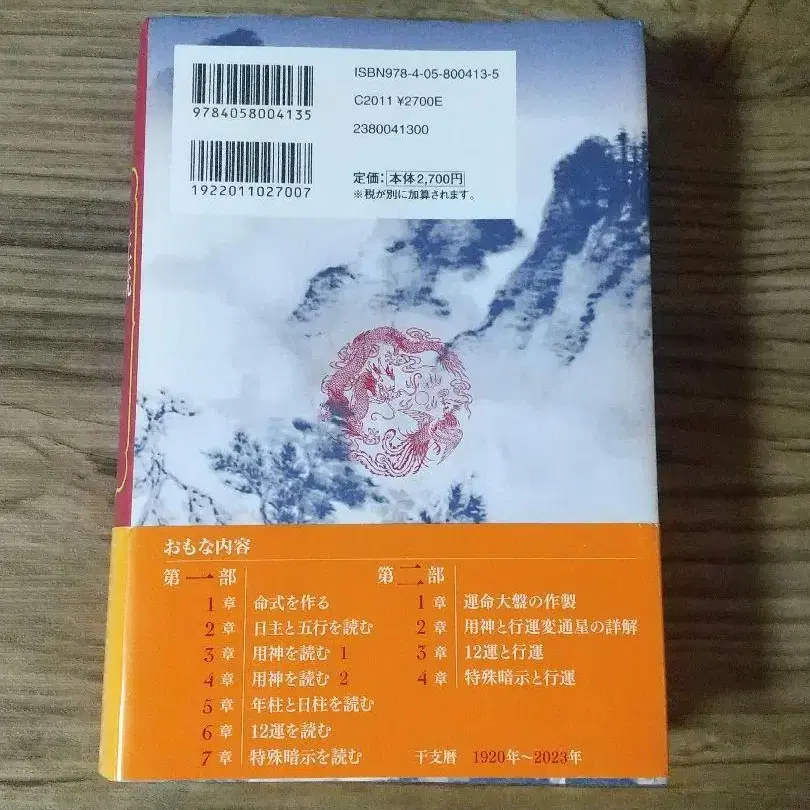 ISBN978-4-05-800413-5
C2011 ¥2700E
2380041300
9784058004135
1922011027007
定価：本体2,700円
※税が別に加算されます。
おもな内容
第一部
1章 命式を作る
2章 日主と五行を読む
3章 用神を読む 1
4章 用神を読む 2
5章 年柱と日柱を読む
6章 12運を読む
7章 特殊暗示を読む
第二部
1章 運命大盤の作製
2章 用神と行運変通星の詳解
3章 12運と行運
4章 特殊暗示と行運
干支暦 1920年～2023年